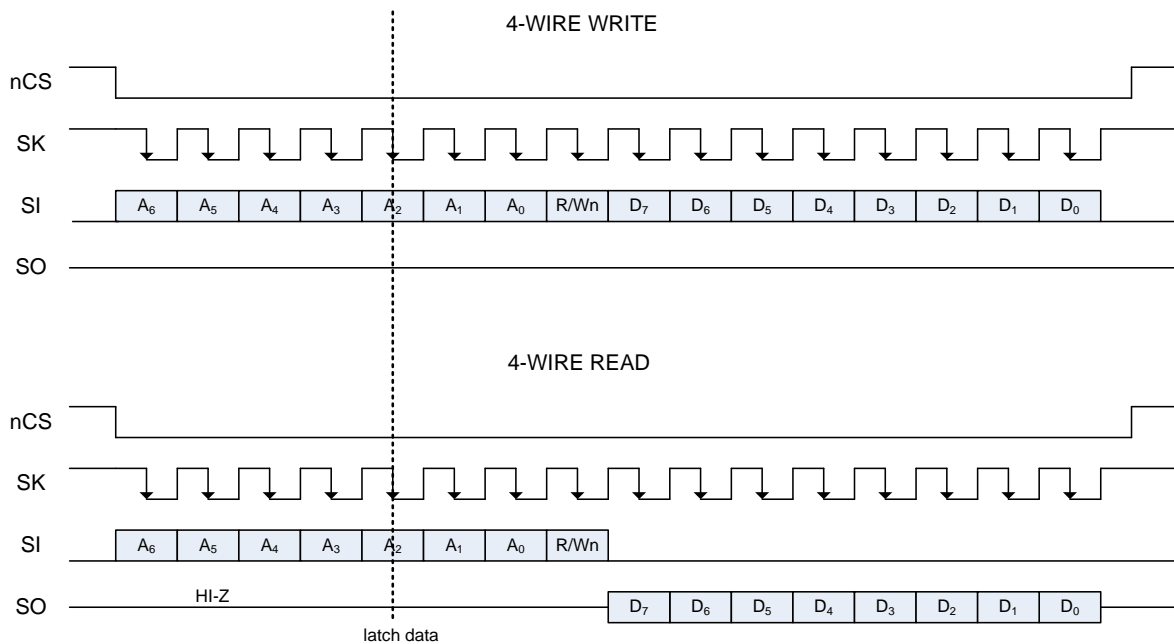 4-WIRE WRITE
nCS
SK
SI A₆ A₅ A₄ A₃ A₂ A₁ A₀ R/Wn D₇ D₆ D₅ D₄ D₃ D₂ D₁ D₀
SO
4-WIRE READ
nCS
SK
SI A₆ A₅ A₄ A₃ A₂ A₁ A₀ R/Wn
SO HI-Z D₇ D₆ D₅ D₄ D₃ D₂ D₁ D₀
latch data